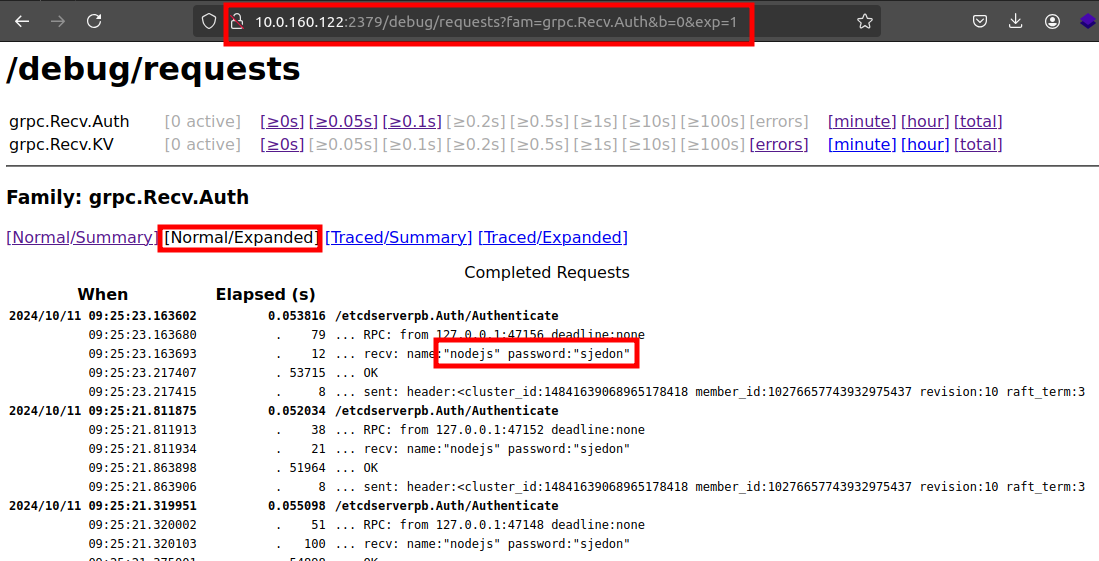 10.0.160.122:2379/debug/requests?fam=grpc.Recv.Auth&b=0&exp=1
/debug/requests
grpc.Recv.Auth [0 active] [≥0s] [≥0.05s] [≥0.1s] [≥0.2s] [≥0.5s] [≥1s] [≥10s] [≥100s] [errors] [minute] [hour] [total]
grpc.Recv.KV [0 active] [≥0s] [≥0.05s] [≥0.1s] [≥0.2s] [≥0.5s] [≥1s] [≥10s] [≥100s] [errors] [minute] [hour] [total]
Family: grpc.Recv.Auth
[Normal/Summary] [Normal/Expanded] [Traced/Summary] [Traced/Expanded]
Completed Requests
When Elapsed (s)
2024/10/11 09:25:23.163602 0.053816 /etcdserverpb.Auth/Authenticate
09:25:23.163680 . 79 ... RPC: from 127.0.0.1:47156 deadline:none
09:25:23.163693 . 12 ... recv: name:"nodejs" password:"sjedon"
09:25:23.217407 . 53715 ... OK
09:25:23.217415 . 8 ... sent: header:<cluster_id:14841639068965178418 member_id:10276657743932975437 revision:10 raft_term:3
2024/10/11 09:25:21.811875 0.052034 /etcdserverpb.Auth/Authenticate
09:25:21.811913 . 38 ... RPC: from 127.0.0.1:47152 deadline:none
09:25:21.811934 . 21 ... recv: name:"nodejs" password:"sjedon"
09:25:21.863898 . 51964 ... OK
09:25:21.863906 . 8 ... sent: header:<cluster_id:14841639068965178418 member_id:10276657743932975437 revision:10 raft_term:3
2024/10/11 09:25:21.319951 0.055098 /etcdserverpb.Auth/Authenticate
09:25:21.320002 . 51 ... RPC: from 127.0.0.1:47148 deadline:none
09:25:21.320103 . 100 ... recv: name:"nodejs" password:"sjedon"